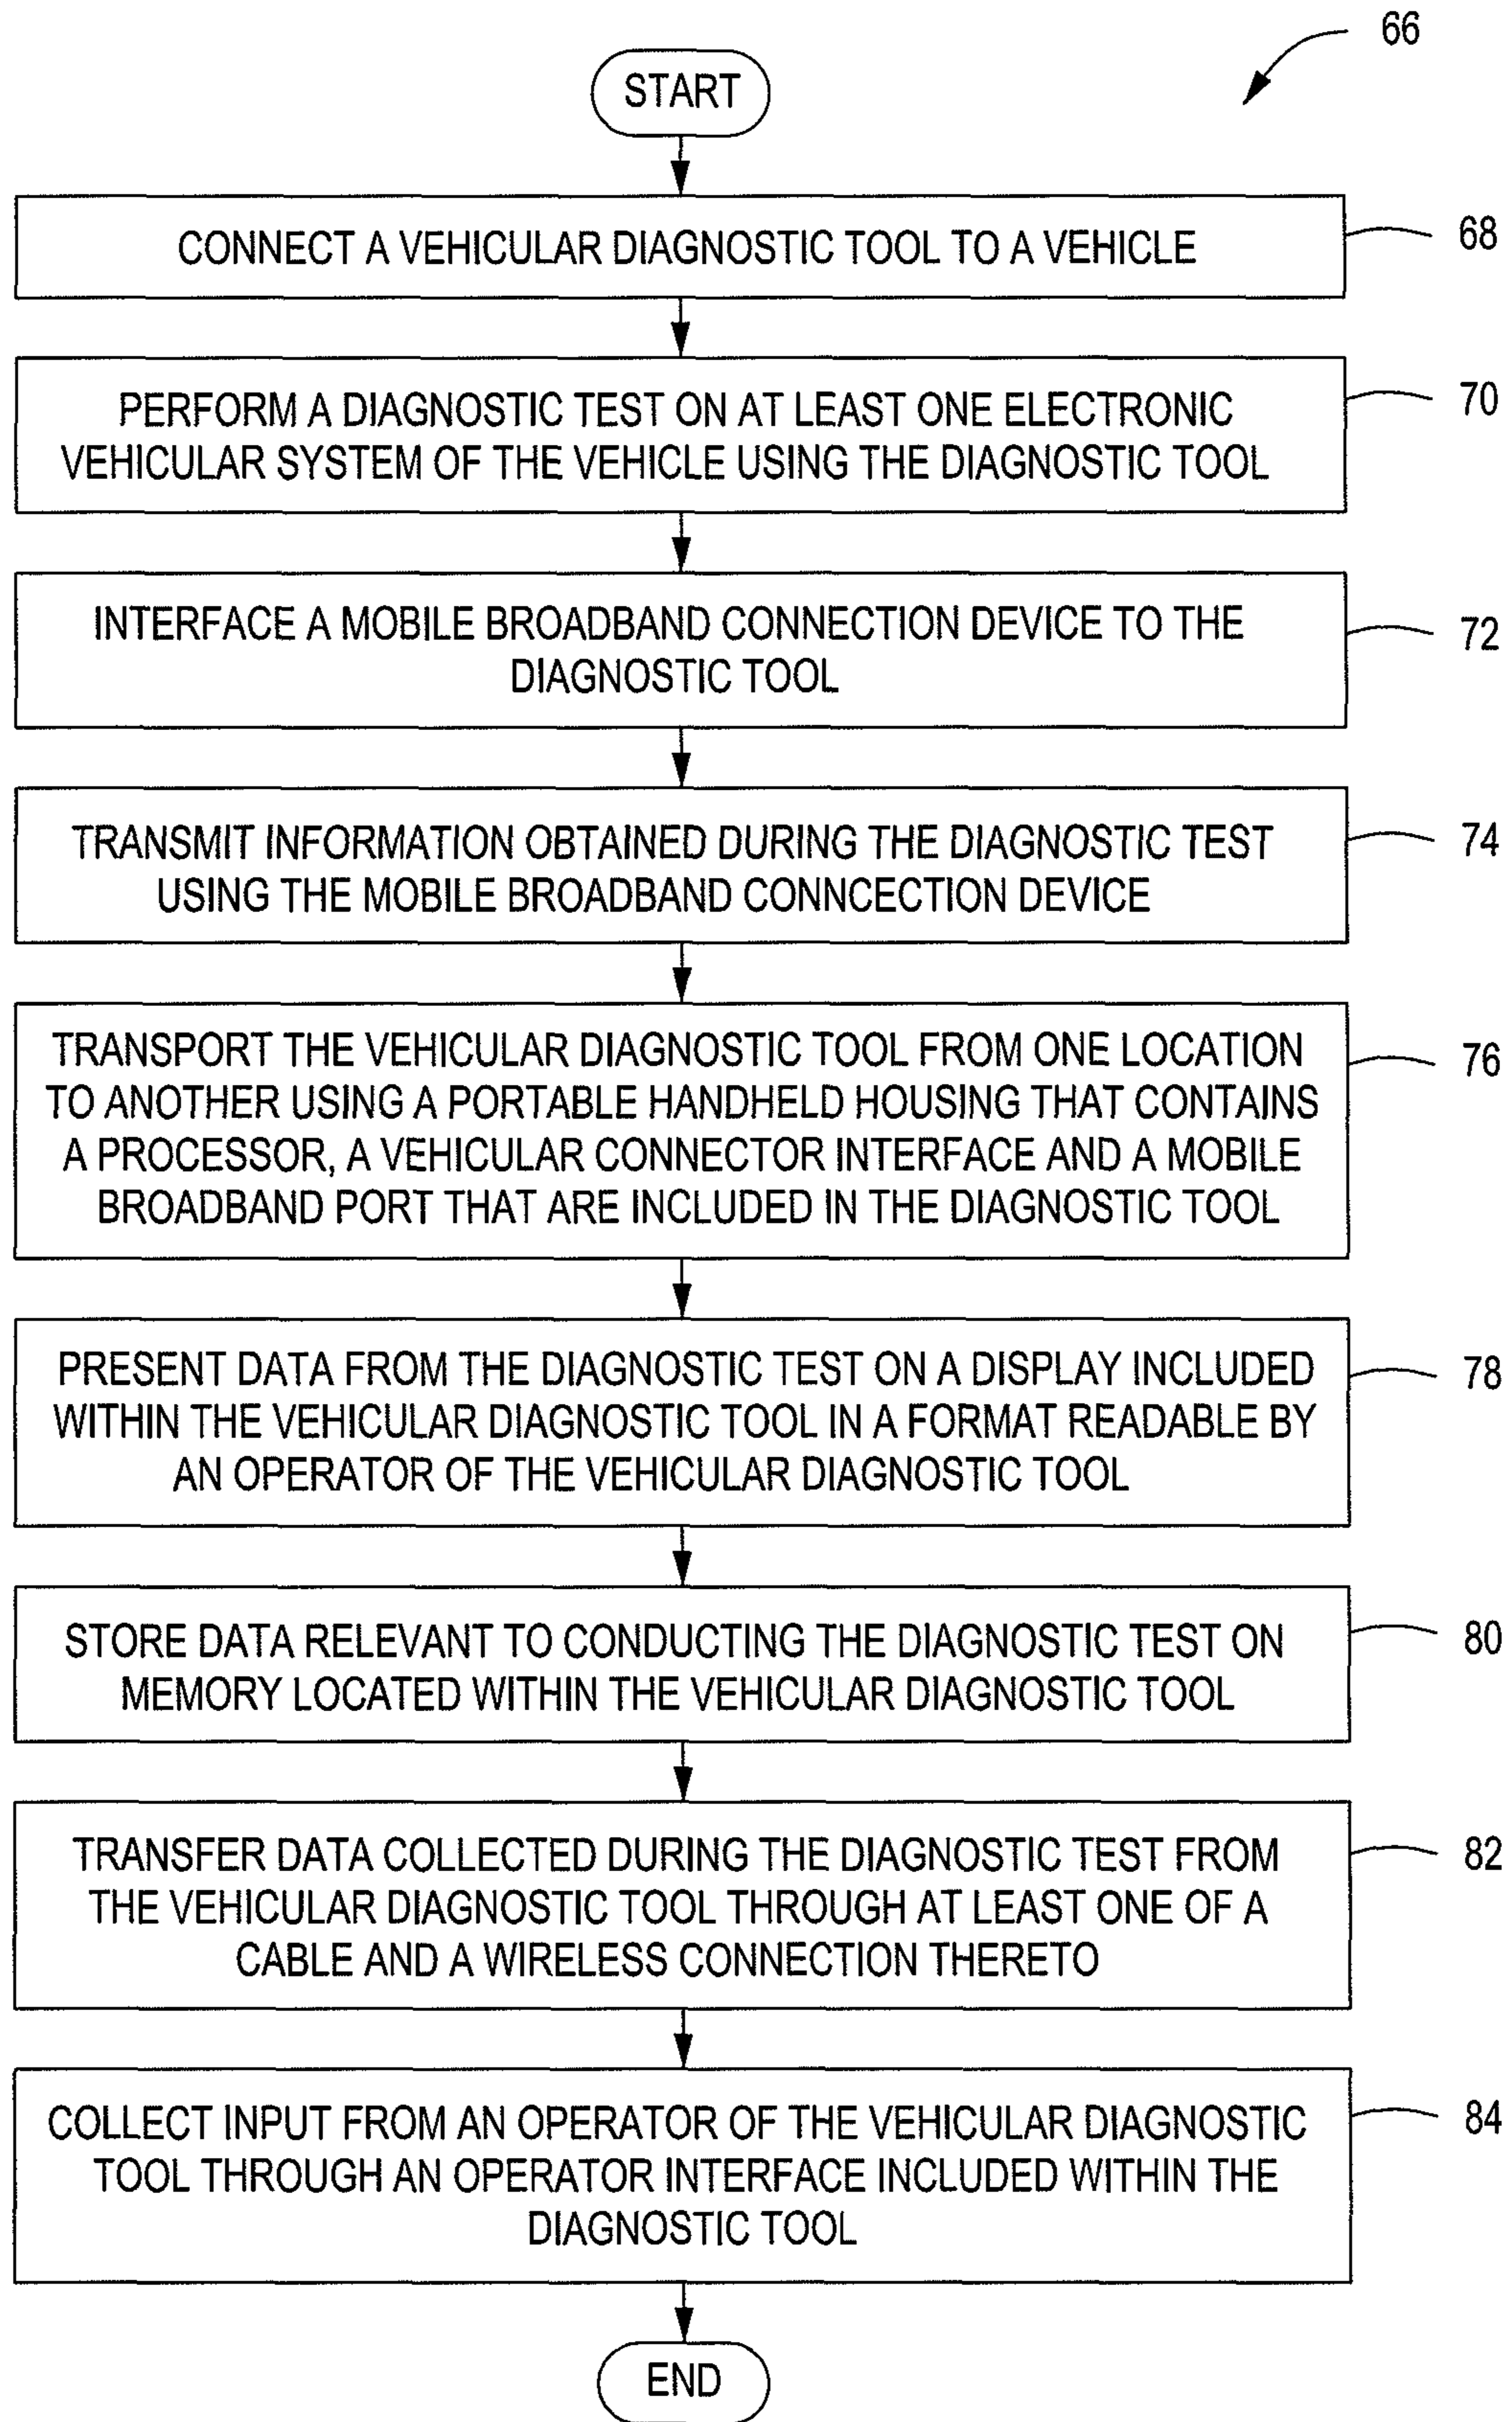 66
START
CONNECT A VEHICULAR DIAGNOSTIC TOOL TO A VEHICLE
68
PERFORM A DIAGNOSTIC TEST ON AT LEAST ONE ELECTRONIC
VEHICULAR SYSTEM OF THE VEHICLE USING THE DIAGNOSTIC TOOL
70
INTERFACE A MOBILE BROADBAND CONNECTION DEVICE TO THE
DIAGNOSTIC TOOL
72
TRANSMIT INFORMATION OBTAINED DURING THE DIAGNOSTIC TEST
USING THE MOBILE BROADBAND CONNCECTION DEVICE
74
TRANSPORT THE VEHICULAR DIAGNOSTIC TOOL FROM ONE LOCATION
TO ANOTHER USING A PORTABLE HANDHELD HOUSING THAT CONTAINS
A PROCESSOR, A VEHICULAR CONNECTOR INTERFACE AND A MOBILE
BROADBAND PORT THAT ARE INCLUDED IN THE DIAGNOSTIC TOOL
76
PRESENT DATA FROM THE DIAGNOSTIC TEST ON A DISPLAY INCLUDED
WITHIN THE VEHICULAR DIAGNOSTIC TOOL IN A FORMAT READABLE BY
AN OPERATOR OF THE VEHICULAR DIAGNOSTIC TOOL
78
STORE DATA RELEVANT TO CONDUCTING THE DIAGNOSTIC TEST ON
MEMORY LOCATED WITHIN THE VEHICULAR DIAGNOSTIC TOOL
80
TRANSFER DATA COLLECTED DURING THE DIAGNOSTIC TEST FROM
THE VEHICULAR DIAGNOSTIC TOOL THROUGH AT LEAST ONE OF A
CABLE AND A WIRELESS CONNECTION THERETO
82
COLLECT INPUT FROM AN OPERATOR OF THE VEHICULAR DIAGNOSTIC
TOOL THROUGH AN OPERATOR INTERFACE INCLUDED WITHIN THE
DIAGNOSTIC TOOL
84
END